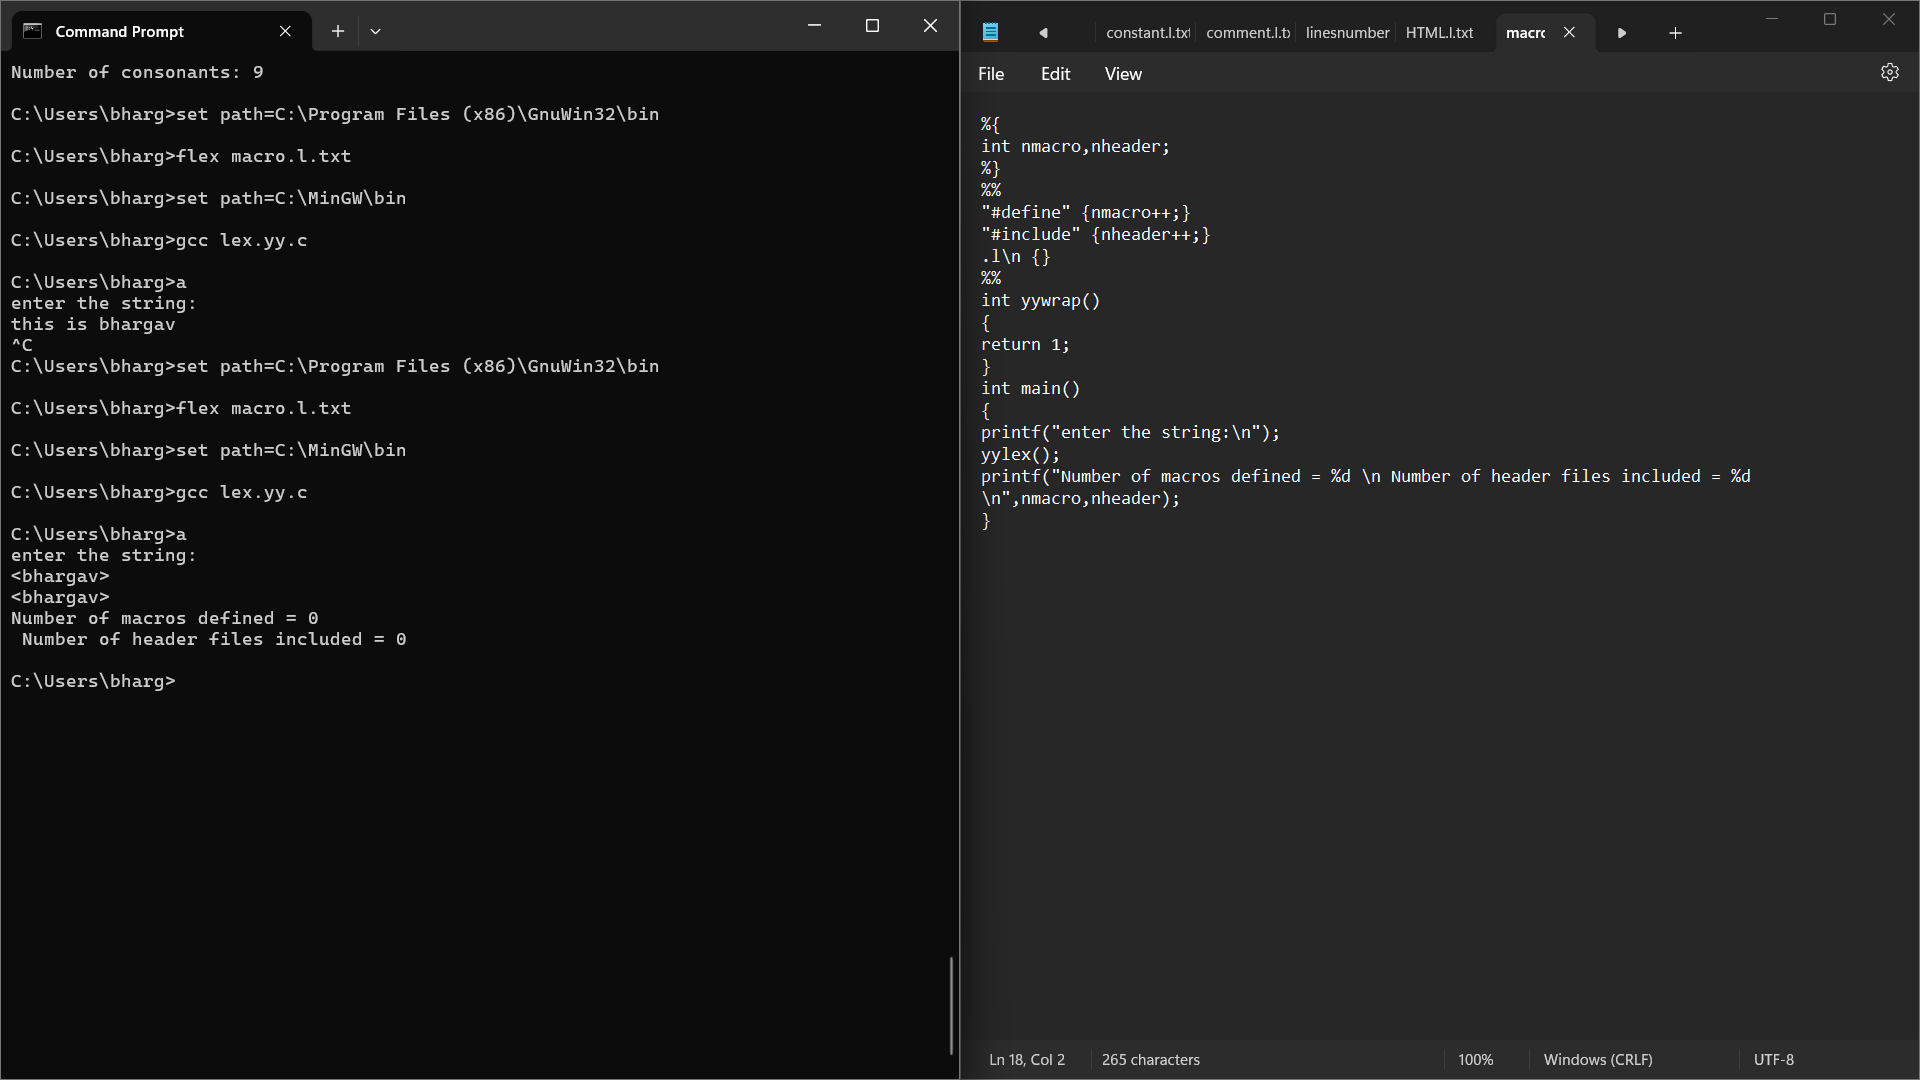 Command Prompt
Number of consonants: 9
C:\Users\bharg>set path=C:\Program Files (x86)\GnuWin32\bin
C:\Users\bharg>flex macro.l.txt
C:\Users\bharg>set path=C:\MinGW\bin
C:\Users\bharg>gcc lex.yy.c
C:\Users\bharg>a
enter the string:
this is bhargav
^C
C:\Users\bharg>set path=C:\Program Files (x86)\GnuWin32\bin
C:\Users\bharg>flex macro.l.txt
C:\Users\bharg>set path=C:\MinGW\bin
C:\Users\bharg>gcc lex.yy.c
C:\Users\bharg>a
enter the string:
<bhargav>
<bhargav>
Number of macros defined = 0
 Number of header files included = 0
C:\Users\bharg>
constant.l.txt comment.l.tx linesnumber HTML.l.txt macro
File Edit View
%{
int nmacro,nheader;
%}
%%
"#define" {nmacro++;}
"#include" {nheader++;}
.l\n {}
%%
int yywrap()
{
return 1;
}
int main()
{
printf("enter the string:\n");
yylex();
printf("Number of macros defined = %d \n Number of header files included = %d
\n",nmacro,nheader);
}
Ln 18, Col 2 265 characters 100% Windows (CRLF) UTF-8